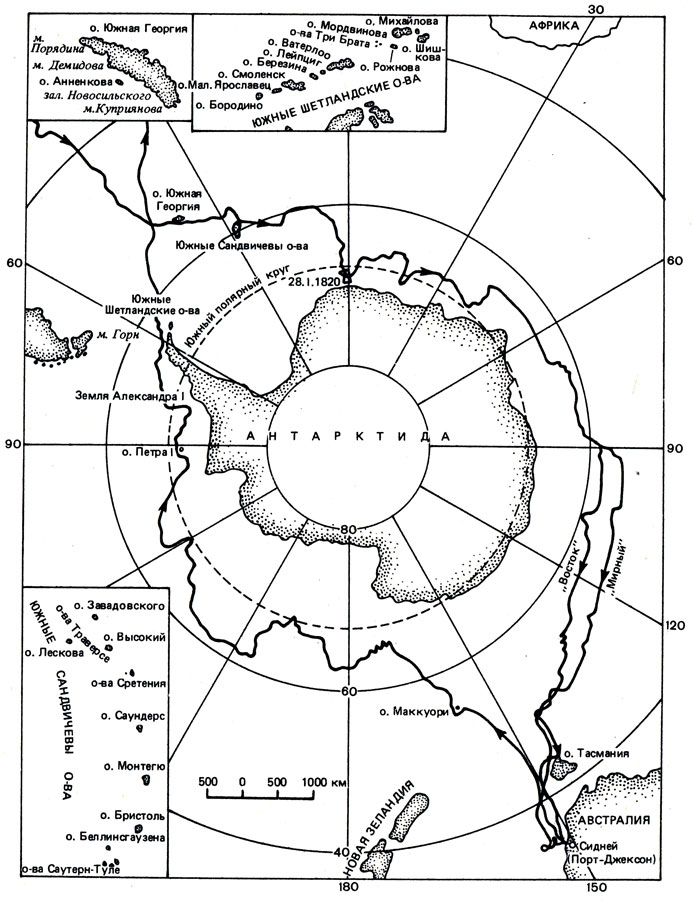 о. Южная Георгия
м.
Порядина
м. Демидова
о. Анненкова
зал. Новосильского
м.Куприянова
о. Михайлова
о. Мордвинова
о-ва Три Брата
о. Шиш-
кова
о. Рожнова
о. Ватерлоо
о. Лейпциг
о. Березина
о. Смоленск
о.Мал. Ярославец
о. Бородино
ЮЖНЫЕ ШЕТЛАНДСКИЕ О-ВА
АФРИКА
30
о. Южная
Георгия
Южные Сандвичевы о-ва
60
60
Южный полярный круг
28.I.1820
Южные
Шетландские о-ва
м. Горн
Земля Александра I
АНТАРКТИДА
90
90
о. Петра I
80
„Восток"
„Мирный"
120
о. Завадовского
ЮЖНЫЕ
о-ва Траверсе
о. Высокий
о. Лескова
о-ва Сретения
САНДВИЧЕВЫ
о. Саундерс
О-ВА
о. Монтегю
о. Бристоль
о. Беллинсгаузена
о-ва Саутерн-Туле
60
о. Маккуори
500 0 500 1000 км
о. Тасмания
НОВАЯ ЗЕЛАНДИЯ
АВСТРАЛИЯ
о. Сидней
(Порт-Джексон)
40
180
150